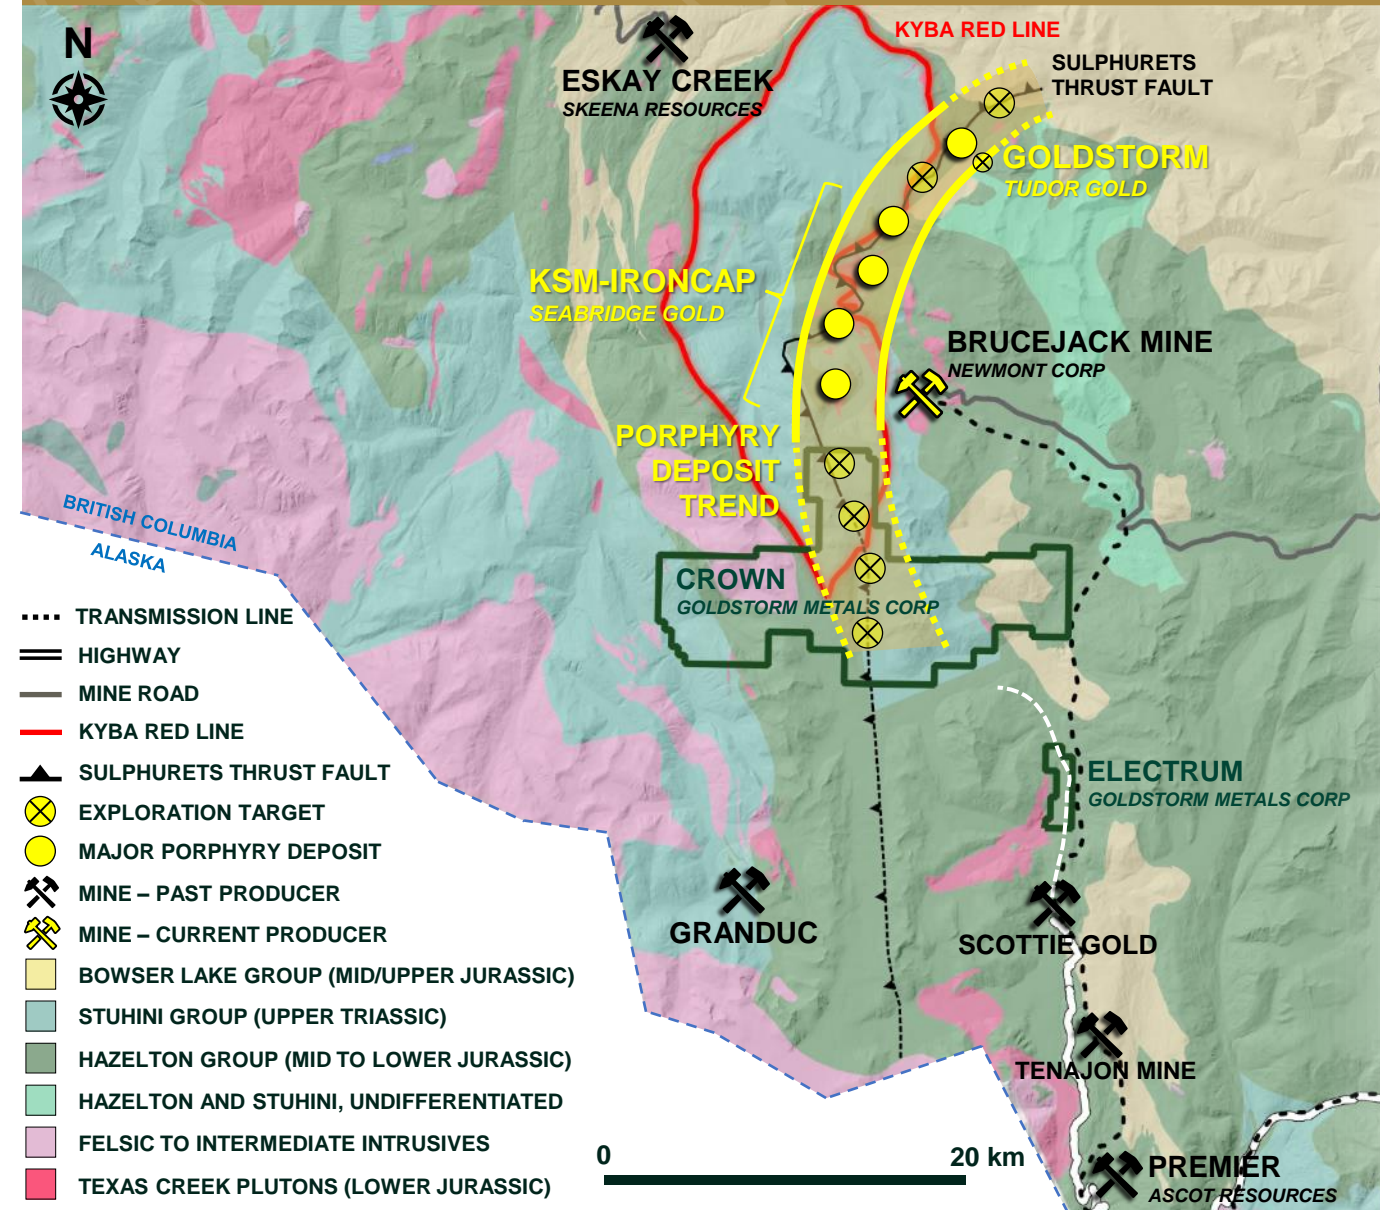 N
KYBA RED LINE
SULPHURETS
THRUST FAULT
ESKAY CREEK
SKEENA RESOURCES
GOLDSTORM
TUDOR GOLD
KSM-IRONCAP
SEABRIDGE GOLD
BRUCEJACK MINE
NEWMONT CORP
PORPHYRY
DEPOSIT
TREND
BRITISH COLUMBIA
ALASKA
CROWN
GOLDSTORM METALS CORP
ELECTRUM
GOLDSTORM METALS CORP
GRANDUC
SCOTTIE GOLD
TENAJON MINE
PREMIER
ASCOT RESOURCES
TRANSMISSION LINE
HIGHWAY
MINE ROAD
KYBA RED LINE
SULPHURETS THRUST FAULT
EXPLORATION TARGET
MAJOR PORPHYRY DEPOSIT
MINE – PAST PRODUCER
MINE – CURRENT PRODUCER
BOWSER LAKE GROUP (MID/UPPER JURASSIC)
STUHINI GROUP (UPPER TRIASSIC)
HAZELTON GROUP (MID TO LOWER JURASSIC)
HAZELTON AND STUHINI, UNDIFFERENTIATED
FELSIC TO INTERMEDIATE INTRUSIVES
TEXAS CREEK PLUTONS (LOWER JURASSIC)
0 20 km